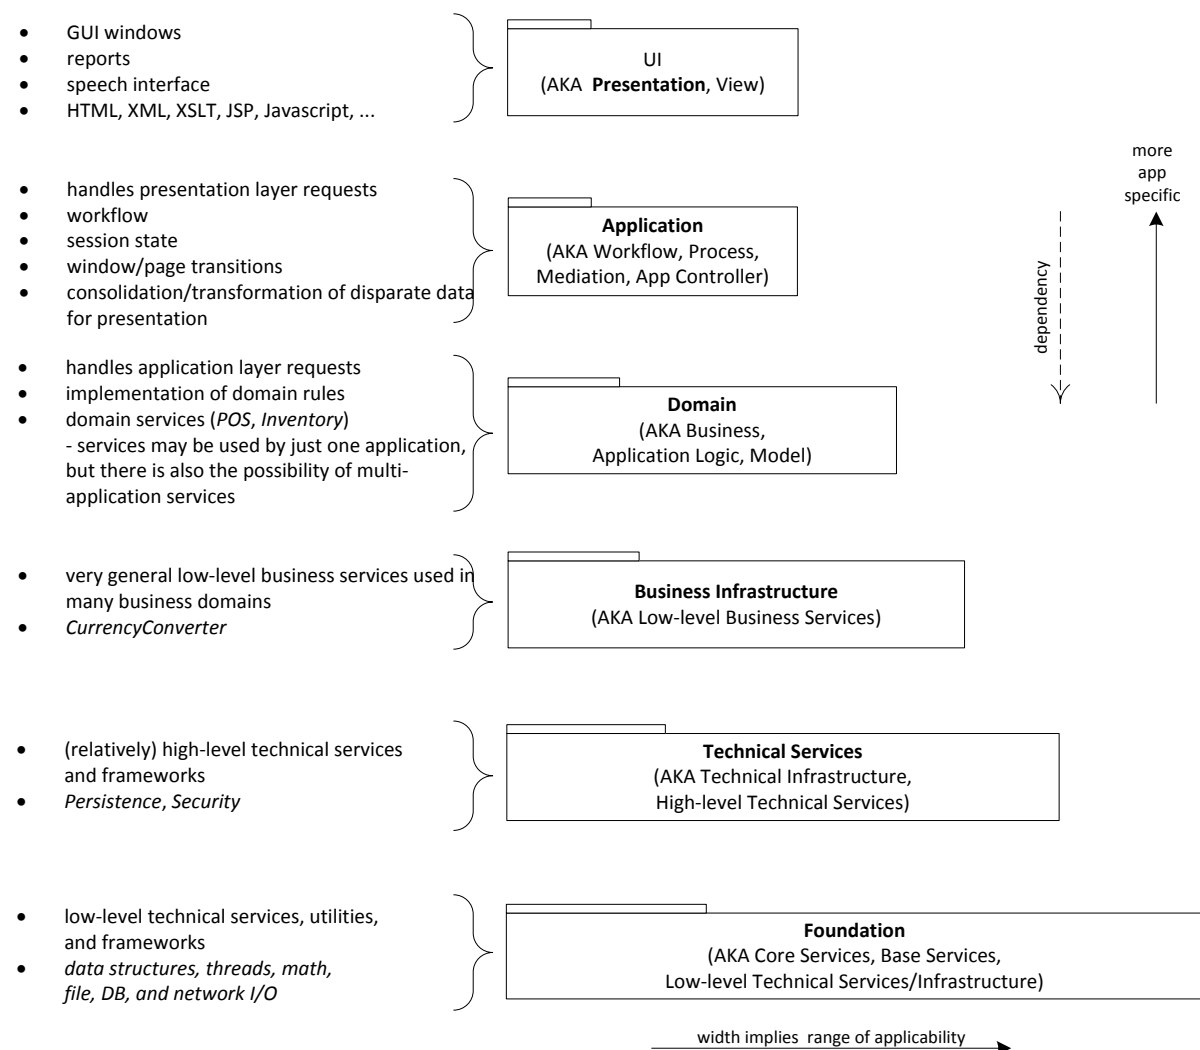 • GUI windows
• reports
• speech interface
• HTML, XML, XSLT, JSP, Javascript, ...
UI
(AKA Presentation, View)
more
app
specific
dependency
• handles presentation layer requests
• workflow
• session state
• window/page transitions
• consolidation/transformation of disparate data
for presentation
Application
(AKA Workflow, Process,
Mediation, App Controller)
• handles application layer requests
• implementation of domain rules
• domain services (POS, Inventory)
- services may be used by just one application,
but there is also the possibility of multi-
application services
Domain
(AKA Business,
Application Logic, Model)
• very general low-level business services used in
many business domains
• CurrencyConverter
Business Infrastructure
(AKA Low-level Business Services)
• (relatively) high-level technical services
and frameworks
• Persistence, Security
Technical Services
(AKA Technical Infrastructure,
High-level Technical Services)
• low-level technical services, utilities,
and frameworks
• data structures, threads, math,
file, DB, and network I/O
Foundation
(AKA Core Services, Base Services,
Low-level Technical Services/Infrastructure)
width implies range of applicability